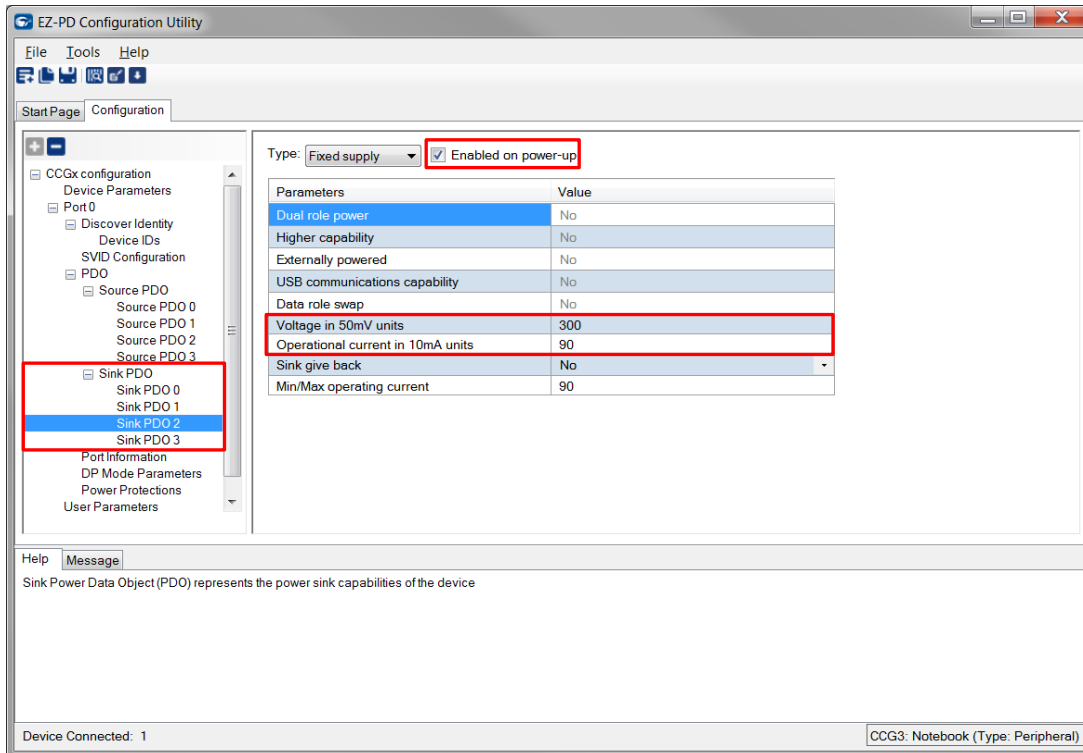 EZ-PD Configuration Utility
File Tools Help
Start Page Configuration
CCGx configuration
Device Parameters
Port 0
Discover Identity
Device IDs
SVID Configuration
PDO
Source PDO
Source PDO 0
Source PDO 1
Source PDO 2
Source PDO 3
Sink PDO
Sink PDO 0
Sink PDO 1
Sink PDO 2
Sink PDO 3
Port Information
DP Mode Parameters
Power Protections
User Parameters
Type: Fixed supply Enabled on power-up
Parameters Value
Dual role power No
Higher capability No
Externally powered No
USB communications capability No
Data role swap No
Voltage in 50mV units 300
Operational current in 10mA units 90
Sink give back No
Min/Max operating current 90
Help Message
Sink Power Data Object (PDO) represents the power sink capabilities of the device
Device Connected: 1 CCG3: Notebook (Type: Peripheral)